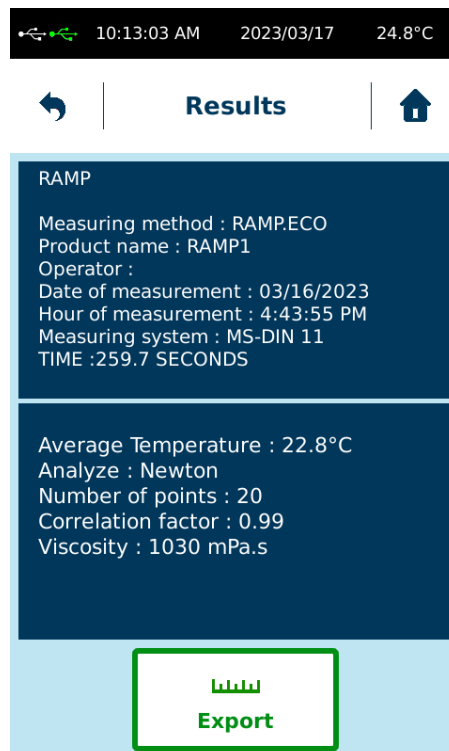 10:13:03 AM 2023/03/17 24.8°C
Results
RAMP
Measuring method : RAMP.ECO
Product name : RAMP1
Operator :
Date of measurement : 03/16/2023
Hour of measurement : 4:43:55 PM
Measuring system : MS-DIN 11
TIME :259.7 SECONDS
Average Temperature : 22.8°C
Analyze : Newton
Number of points : 20
Correlation factor : 0.99
Viscosity : 1030 mPa.s
Export